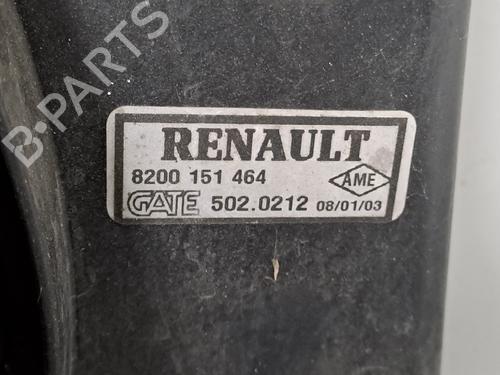 B-PARTS
RENAULT
8200 151 464
AME
GATE 502.0212 08/01/03